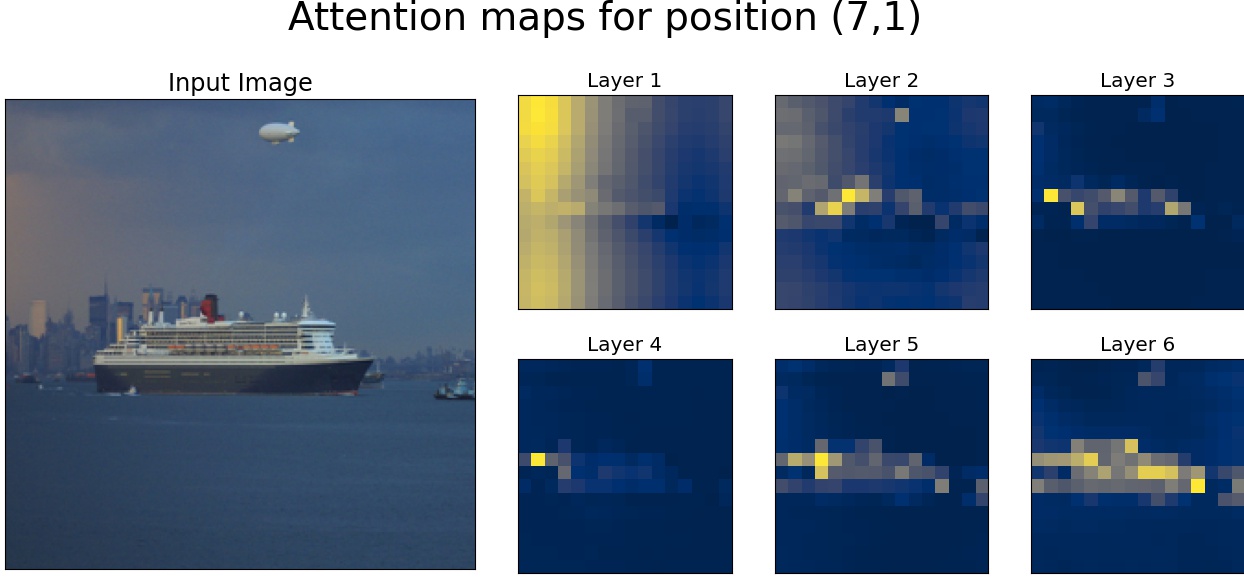 Attention maps for position (7,1)
Input Image
Layer 1
Layer 2
Layer 3
Layer 4
Layer 5
Layer 6